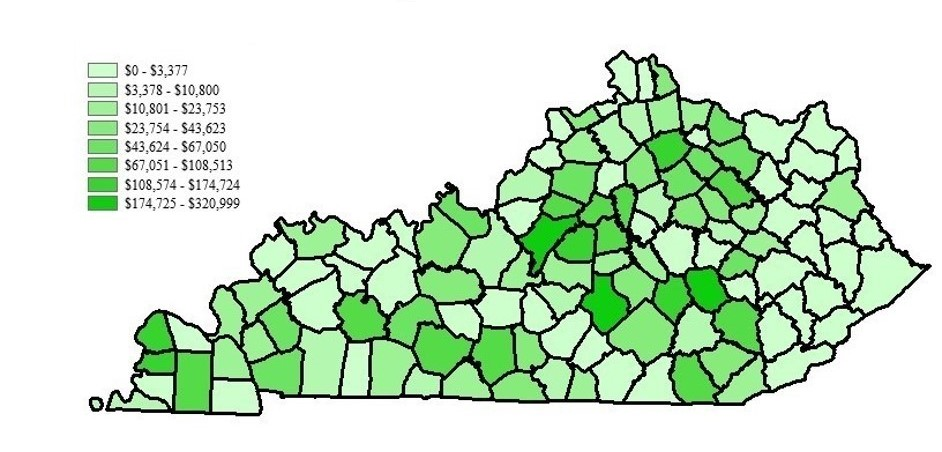 $0 - $3,377
$3,378 - $10,800
$10,801 - $23,753
$23,754 - $43,623
$43,624 - $67,050
$67,051 - $108,513
$108,574 - $174,724
$174,725 - $320,999